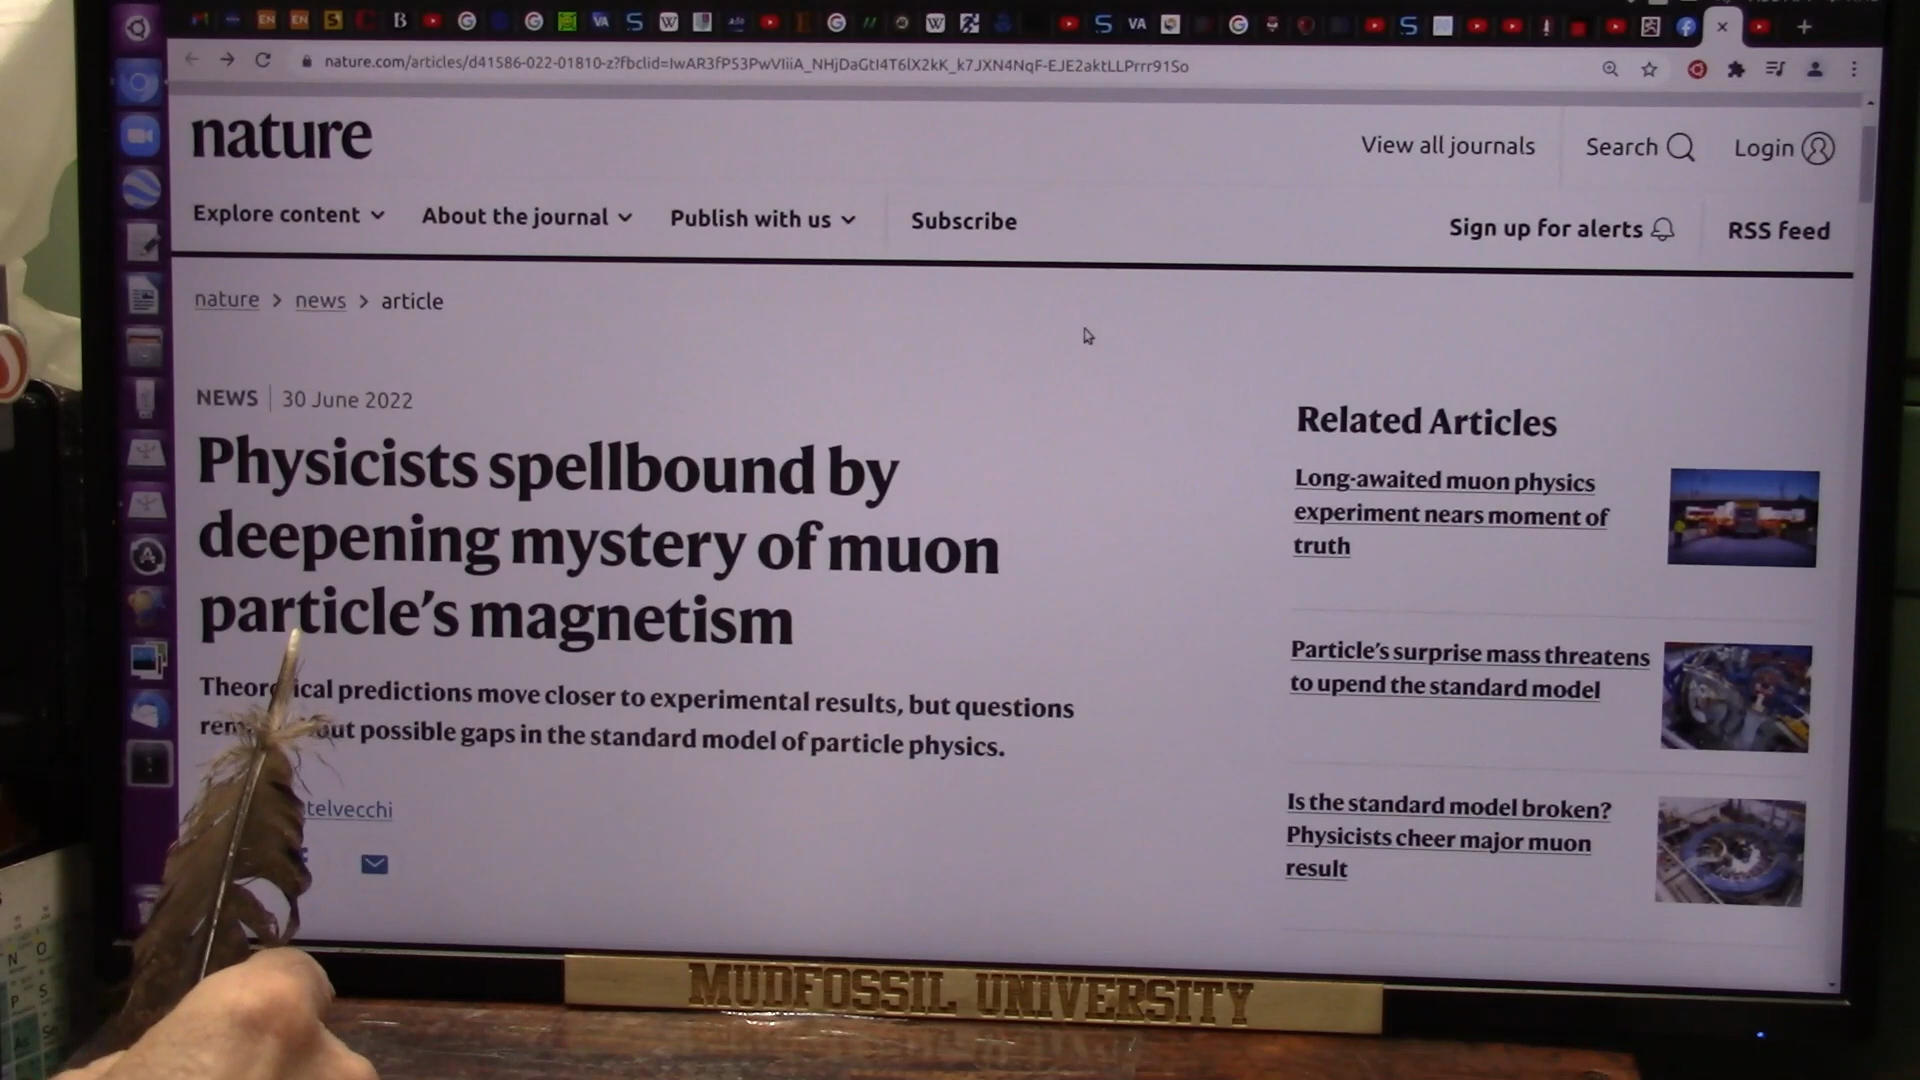 nature.com/articles/d41586-022-01810-z?fbclid=IwAR3fP53PwVIiiA_NHjDaGtI4T6lX2kK_k7JXN4NqF-EJE2aktLLPrrr91So
nature
View all journals
Search
Login
Explore content
About the journal
Publish with us
Subscribe
Sign up for alerts
RSS feed
nature > news > article
NEWS | 30 June 2022
Physicists spellbound by
deepening mystery of muon
particle's magnetism
Theor ical predictions move closer to experimental results, but questions
rem out possible gaps in the standard model of particle physics.
telvecchi
Related Articles
Long-awaited muon physics
experiment nears moment of
truth
Particle's surprise mass threatens
to upend the standard model
Is the standard model broken?
Physicists cheer major muon
result
MUDFOSSIL UNIVERSITY
N O
P S